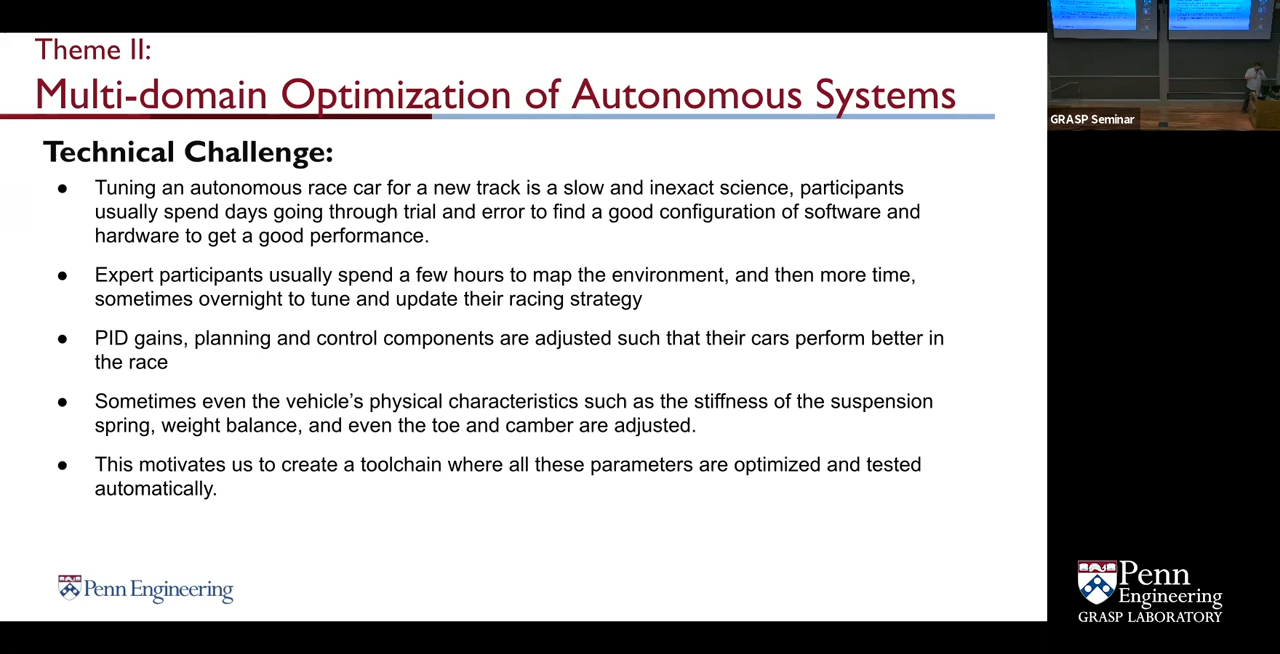 Theme II:
Multi-domain Optimization of Autonomous Systems
Technical Challenge:
● Tuning an autonomous race car for a new track is a slow and inexact science, participants
usually spend days going through trial and error to find a good configuration of software and
hardware to get a good performance.
● Expert participants usually spend a few hours to map the environment, and then more time,
sometimes overnight to tune and update their racing strategy
● PID gains, planning and control components are adjusted such that their cars perform better in
the race
● Sometimes even the vehicle’s physical characteristics such as the stiffness of the suspension
spring, weight balance, and even the toe and camber are adjusted.
● This motivates us to create a toolchain where all these parameters are optimized and tested
automatically.
Penn Engineering
GRASP Seminar
Penn
Engineering
GRASP LABORATORY